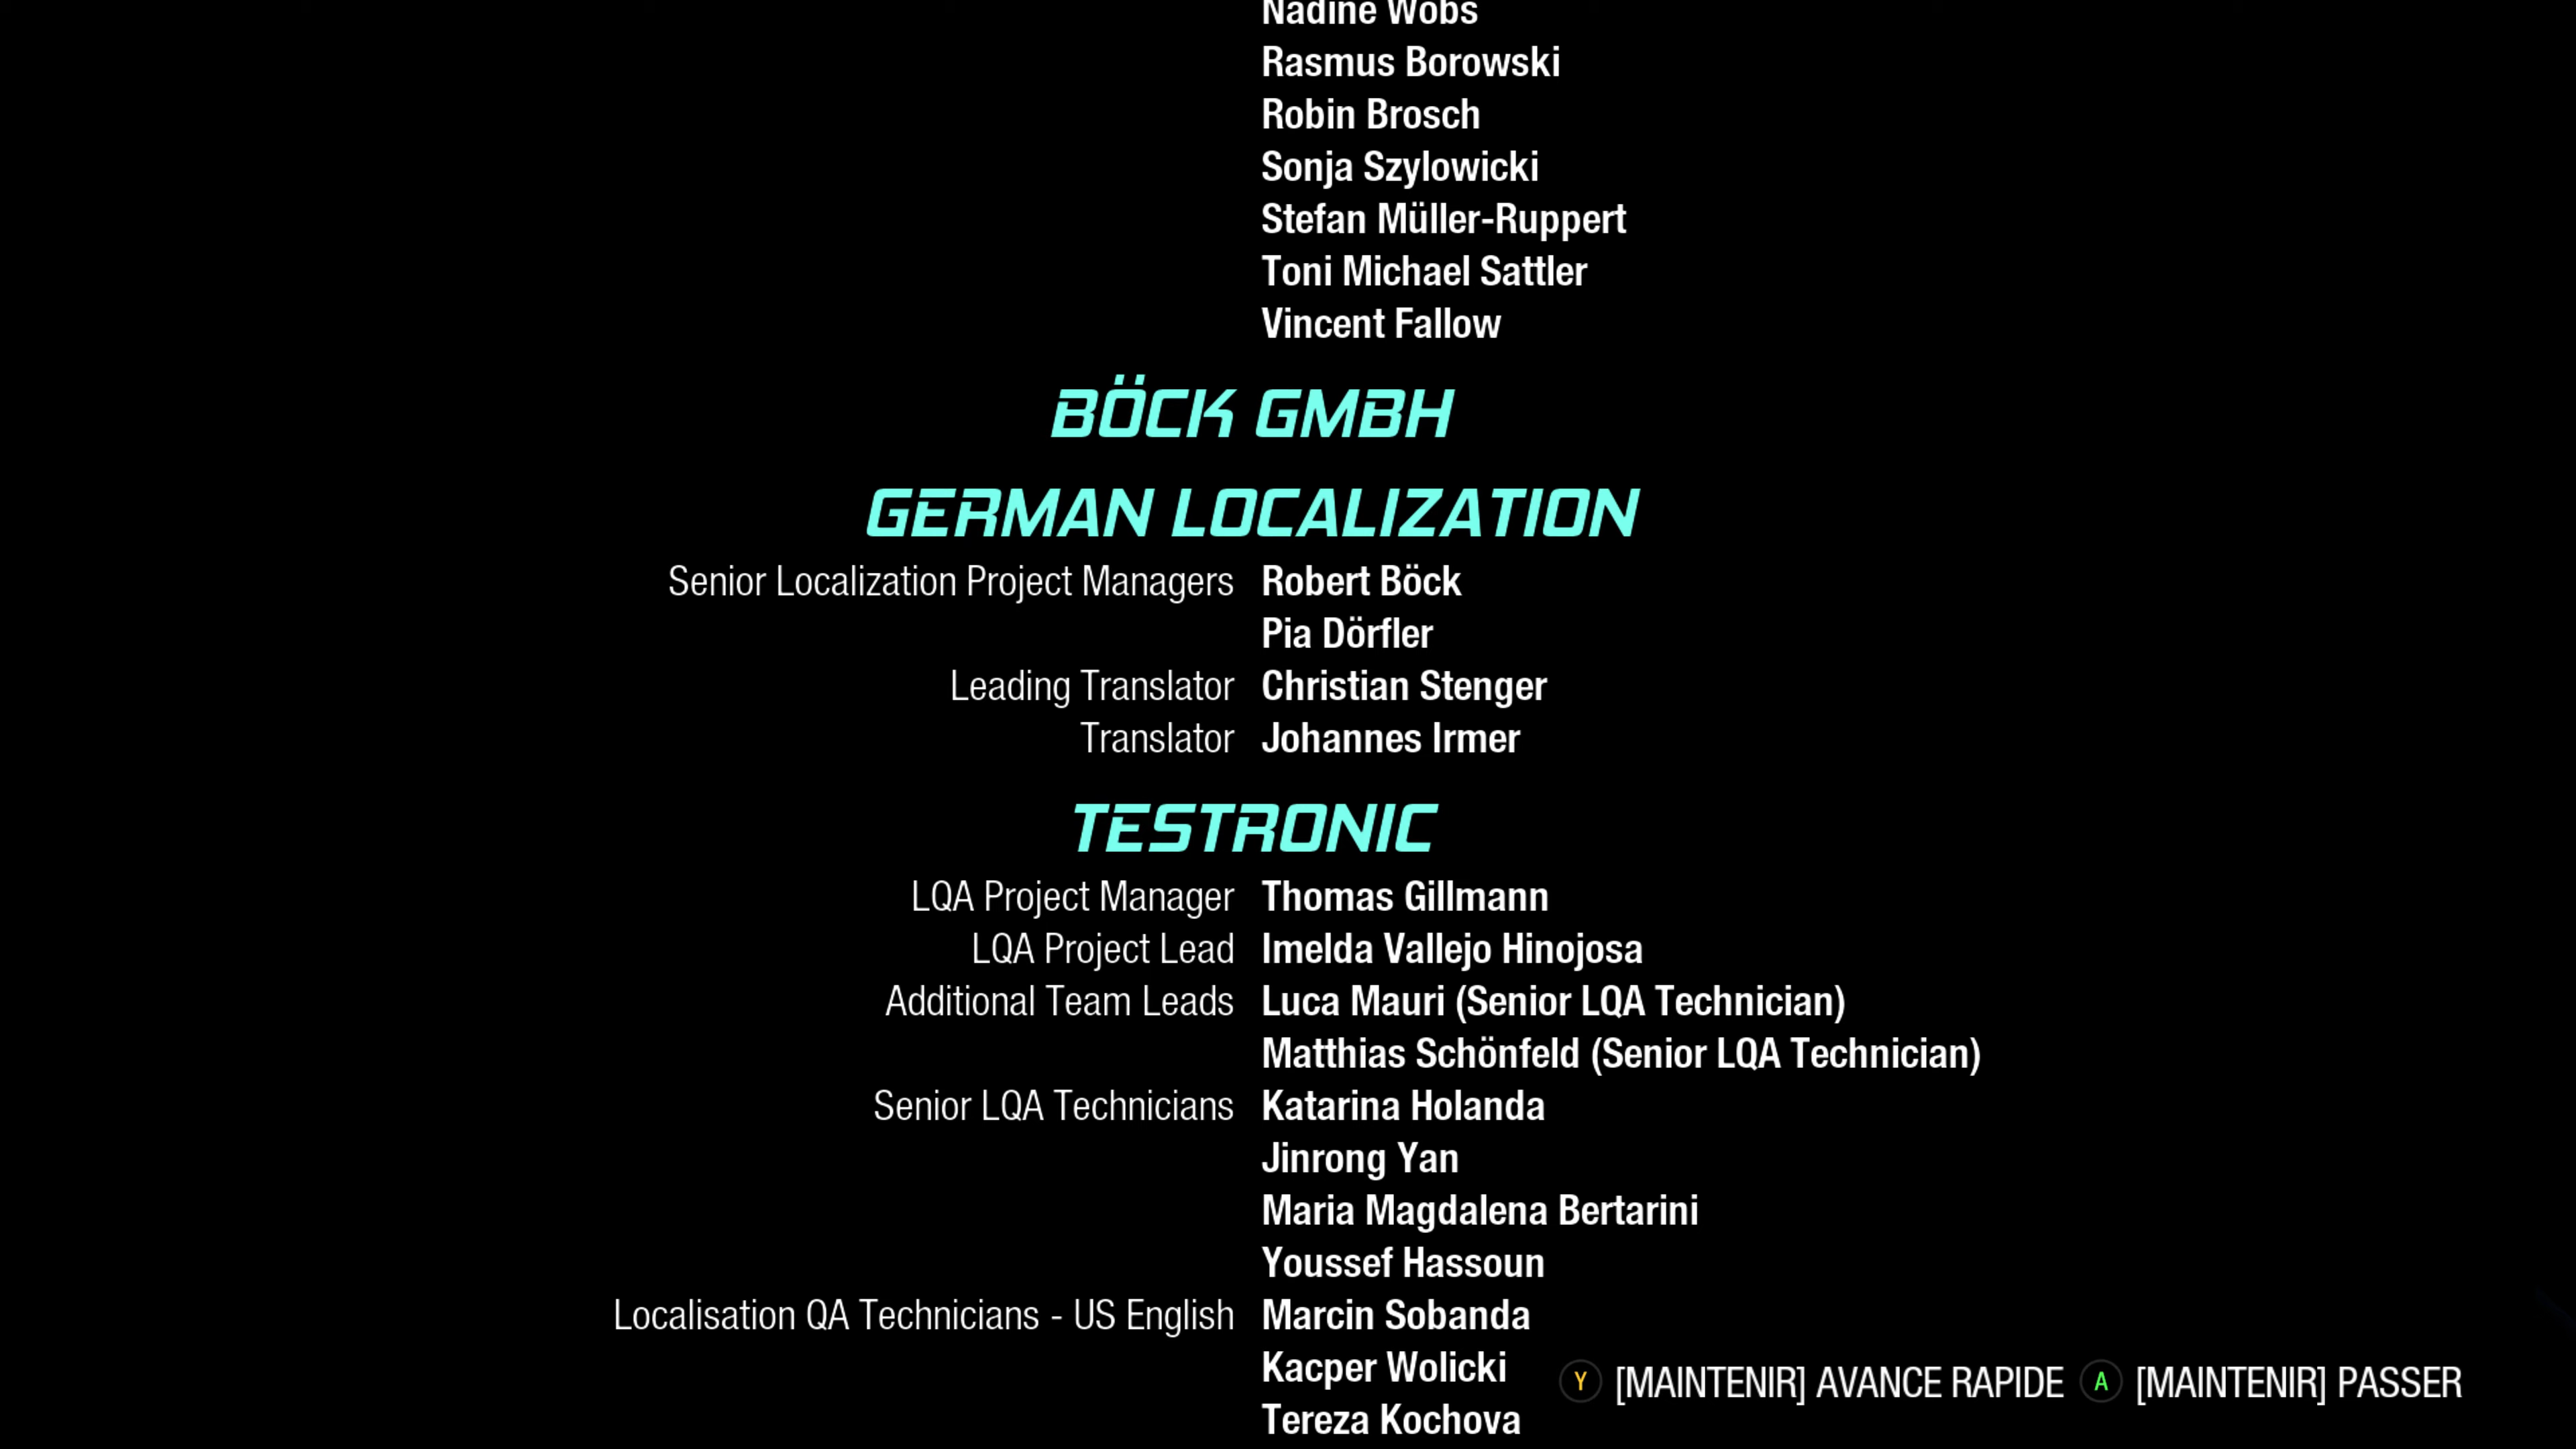 Nadine Wobs
Rasmus Borowski
Robin Brosch
Sonja Szylowicki
Stefan Müller-Ruppert
Toni Michael Sattler
Vincent Fallow
BÖCK GMBH
GERMAN LOCALIZATION
Senior Localization Project Managers Robert Böck
Pia Dörfler
Leading Translator Christian Stenger
Translator Johannes Irmer
TESTRONIC
LQA Project Manager Thomas Gillmann
LQA Project Lead Imelda Vallejo Hinojosa
Additional Team Leads Luca Mauri (Senior LQA Technician)
Matthias Schönfeld (Senior LQA Technician)
Senior LQA Technicians Katarina Holanda
Jinrong Yan
Maria Magdalena Bertarini
Youssef Hassoun
Localisation QA Technicians - US English Marcin Sobanda
Kacper Wolicki
Y [MAINTENIR] AVANCE RAPIDE A [MAINTENIR] PASSER
Tereza Kochova